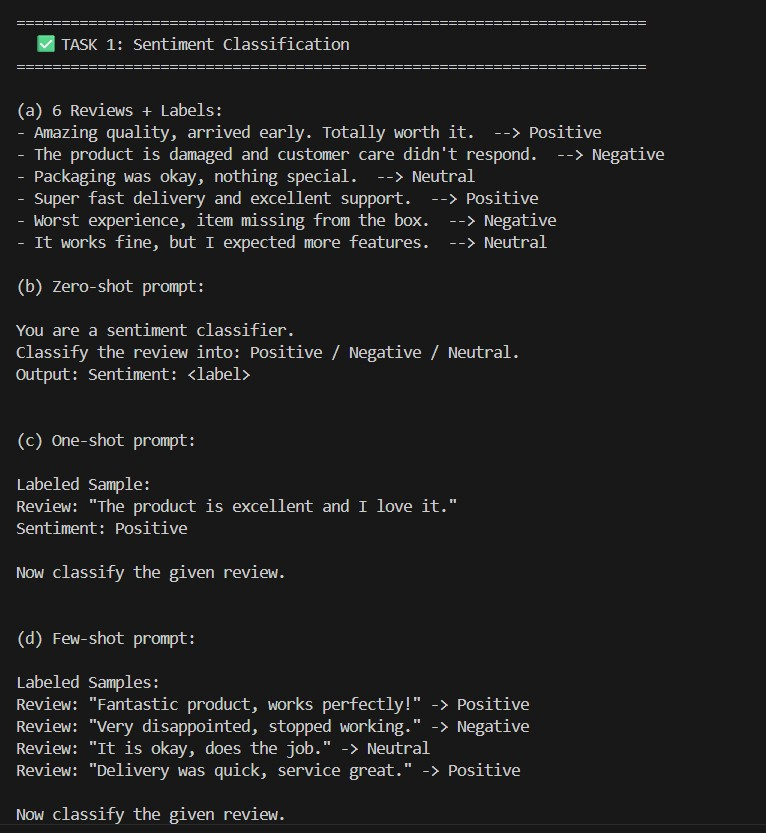 ======================================================================
✅ TASK 1: Sentiment Classification
======================================================================
(a) 6 Reviews + Labels:
- Amazing quality, arrived early. Totally worth it.  --> Positive
- The product is damaged and customer care didn't respond.  --> Negative
- Packaging was okay, nothing special.  --> Neutral
- Super fast delivery and excellent support.  --> Positive
- Worst experience, item missing from the box.  --> Negative
- It works fine, but I expected more features.  --> Neutral
(b) Zero-shot prompt:
You are a sentiment classifier.
Classify the review into: Positive / Negative / Neutral.
Output: Sentiment: <label>
(c) One-shot prompt:
Labeled Sample:
Review: "The product is excellent and I love it."
Sentiment: Positive
Now classify the given review.
(d) Few-shot prompt:
Labeled Samples:
Review: "Fantastic product, works perfectly!" -> Positive
Review: "Very disappointed, stopped working." -> Negative
Review: "It is okay, does the job." -> Neutral
Review: "Delivery was quick, service great." -> Positive
Now classify the given review.